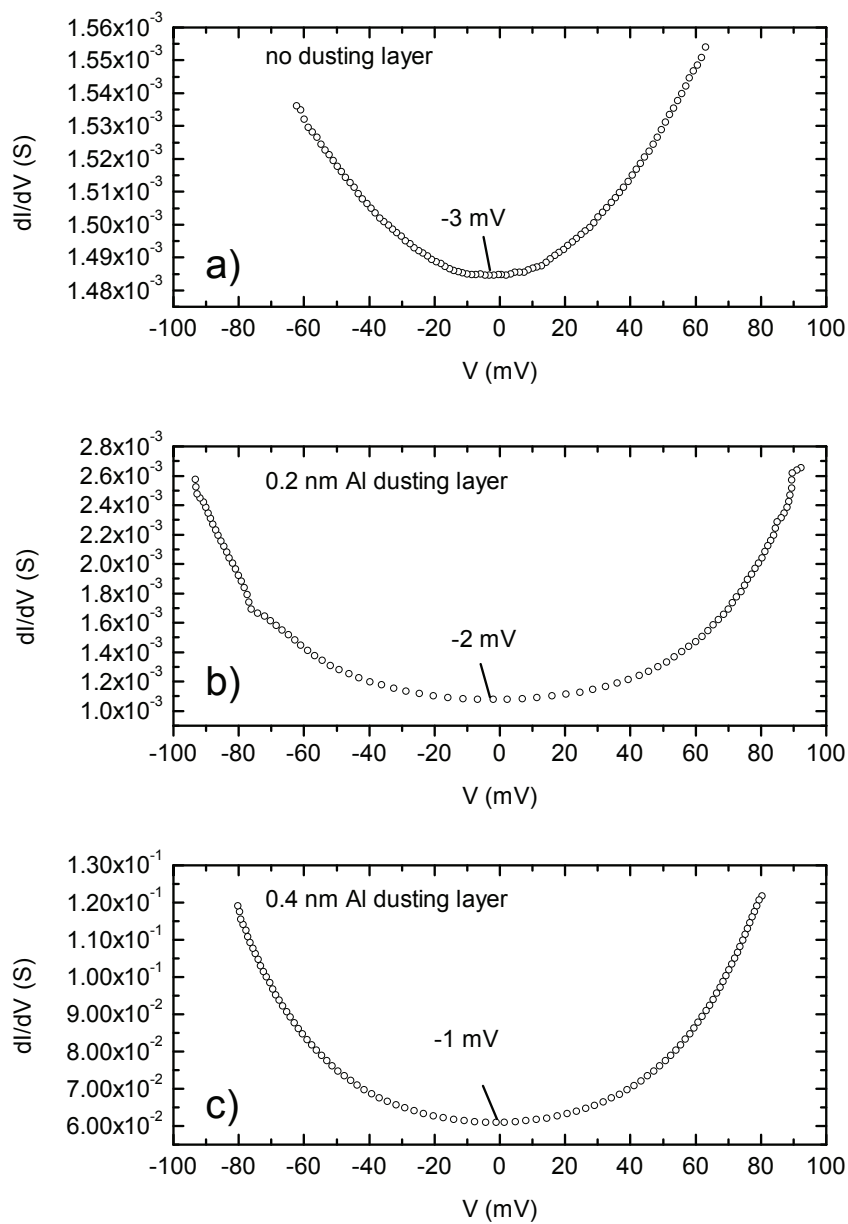 no dusting layer
1.56x10⁻³
1.55x10⁻³
1.54x10⁻³
1.53x10⁻³
1.52x10⁻³
1.51x10⁻³
1.50x10⁻³
1.49x10⁻³
1.48x10⁻³
dI/dV (S)
-3 mV
a)
-100 -80 -60 -40 -20 0 20 40 60 80 100
V (mV)
0.2 nm Al dusting layer
2.8x10⁻³
2.6x10⁻³
2.4x10⁻³
2.2x10⁻³
2.0x10⁻³
1.8x10⁻³
1.6x10⁻³
1.4x10⁻³
1.2x10⁻³
1.0x10⁻³
dI/dV (S)
-2 mV
b)
-100 -80 -60 -40 -20 0 20 40 60 80 100
V (mV)
0.4 nm Al dusting layer
1.30x10⁻¹
1.20x10⁻¹
1.10x10⁻¹
1.00x10⁻¹
9.00x10⁻²
8.00x10⁻²
7.00x10⁻²
6.00x10⁻²
dI/dV (S)
-1 mV
c)
-100 -80 -60 -40 -20 0 20 40 60 80 100
V (mV)